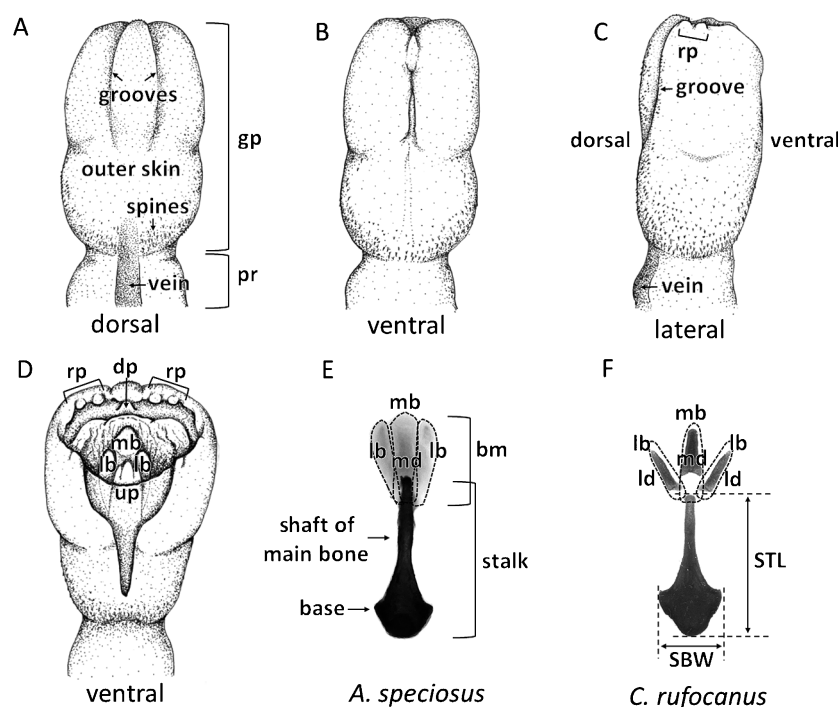 A
grooves
outer skin
spines
vein
gp
pr
dorsal
B
ventral
C
rp
groove
dorsal
ventral
vein
lateral
D
rp
dp
rp
mb
lb
lb
up
ventral
E
mb
lb
md
lb
bm
shaft of
main bone
stalk
base
A. speciosus
F
mb
lb
lb
md
ld
ld
STL
SBW
C. rufocanus